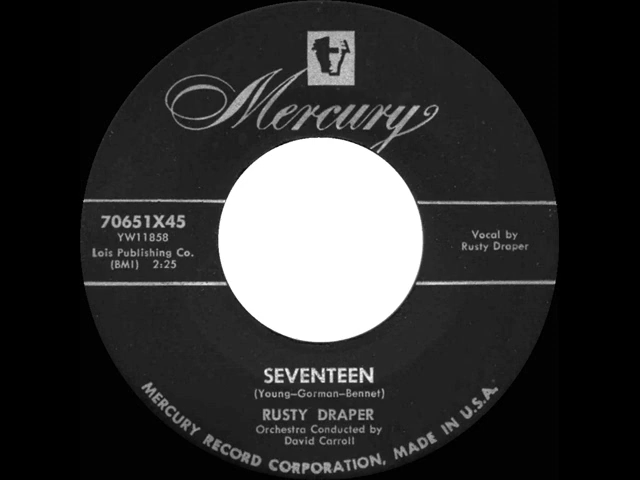 Mercury
70651X45
YW11858
Lois Publishing Co.
(BMI) 2:25
Vocal by
Rusty Draper
SEVENTEEN
(Young-Gorman-Bennet)
RUSTY DRAPER
Orchestra Conducted by
David Carroll
MERCURY RECORD CORPORATION, MADE IN U.S.A.